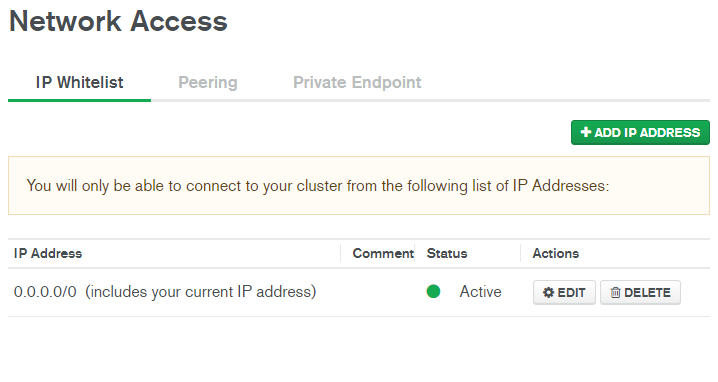 Network Access
IP Whitelist Peering Private Endpoint
+ ADD IP ADDRESS
You will only be able to connect to your cluster from the following list of IP Addresses:
IP Address Comment Status Actions
0.0.0.0/0 (includes your current IP address) Active EDIT DELETE